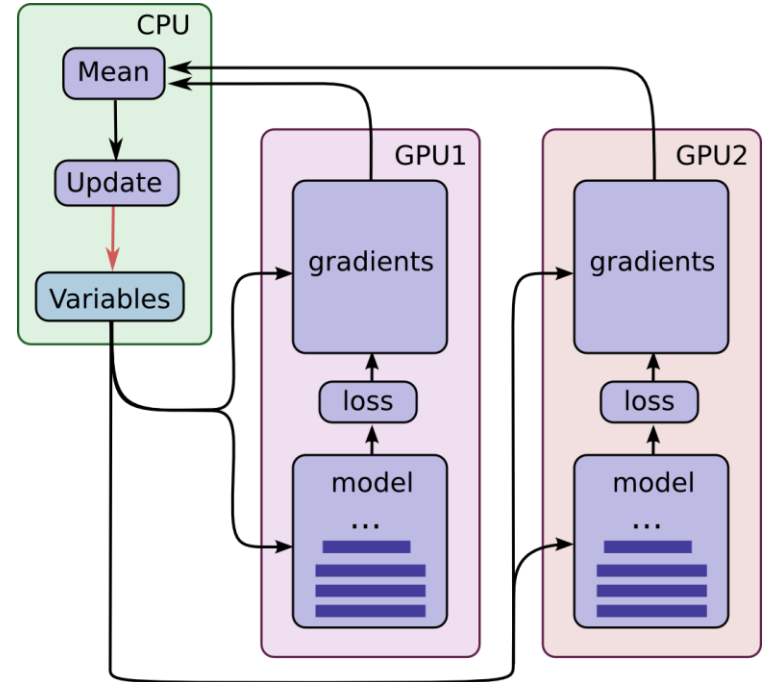 CPU
Mean
Update
Variables
GPU1
gradients
loss
model
...
GPU2
gradients
loss
model
...